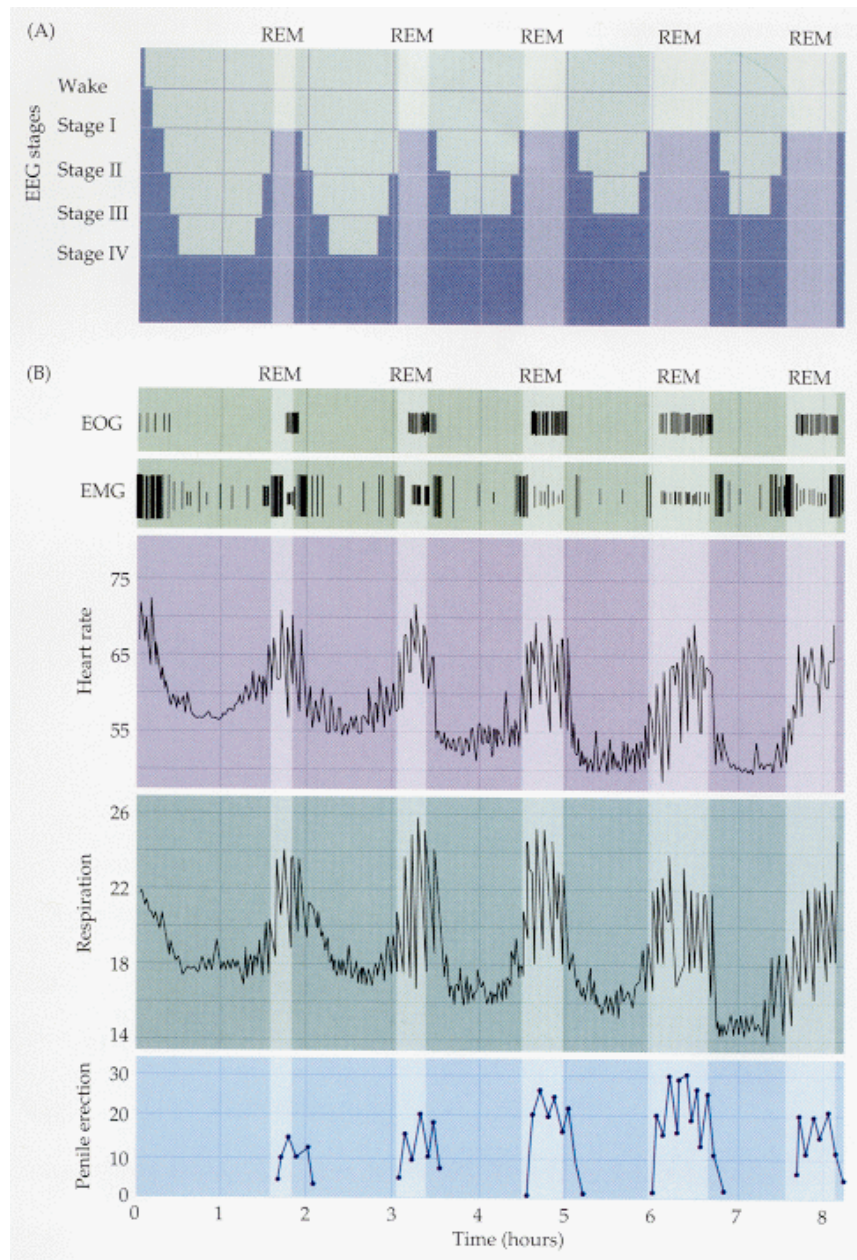 (A)
REM REM REM REM REM
EEG stages
Wake
Stage I
Stage II
Stage III
Stage IV
(B)
REM REM REM REM REM
EOG
EMG
Heart rate
75
65
55
Respiration
26
22
18
14
Penile erection
30
20
10
0
0 1 2 3 4 5 6 7 8
Time (hours)